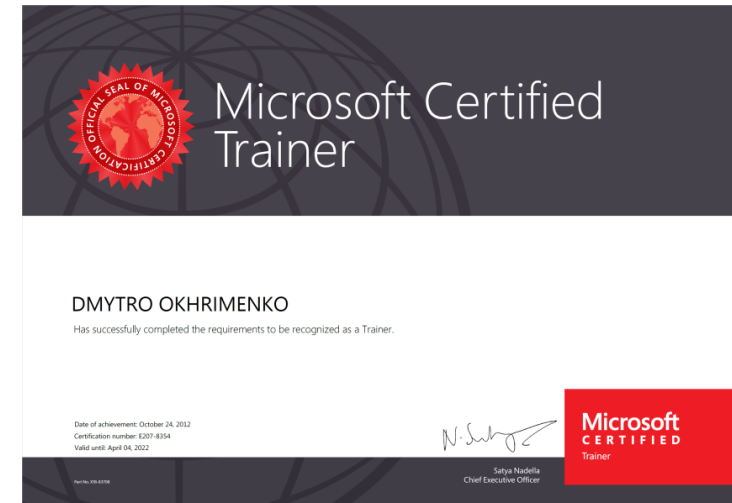 OFFICIAL SEAL OF MICROSOFT CERTIFICATION
Microsoft Certified
Trainer
DMYTRO OKHRIMENKO
Has successfully completed the requirements to be recognized as a Trainer.
Date of achievement: October 24, 2012
Certification number: E207-8354
Valid until: April 04, 2022
N. Satya
Satya Nadella
Chief Executive Officer
Microsoft
CERTIFIED
Trainer